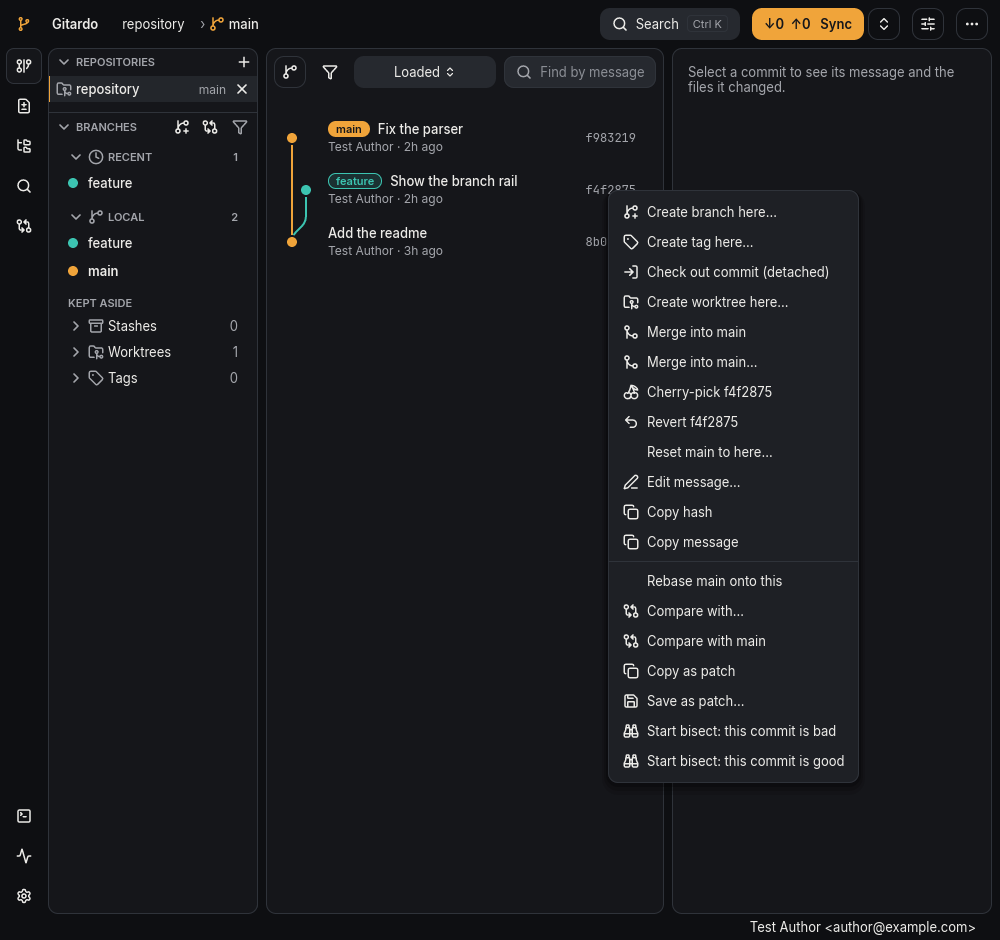 Gitardo
repository
main
Search
Ctrl K
↓0 ↑0 Sync
REPOSITORIES
repository main
BRANCHES
RECENT 1
feature
LOCAL 2
feature
main
KEPT ASIDE
Stashes 0
Worktrees 1
Tags 0
Loaded
Find by message
main Fix the parser
Test Author · 2h ago
f983219
feature Show the branch rail
Test Author · 2h ago
f4f2875
Add the readme
Test Author · 3h ago
8b0
Select a commit to see its message and the
files it changed.
Create branch here...
Create tag here...
Check out commit (detached)
Create worktree here...
Merge into main
Merge into main...
Cherry-pick f4f2875
Revert f4f2875
Reset main to here...
Edit message...
Copy hash
Copy message
Rebase main onto this
Compare with...
Compare with main
Copy as patch
Save as patch...
Start bisect: this commit is bad
Start bisect: this commit is good
Test Author <author@example.com>